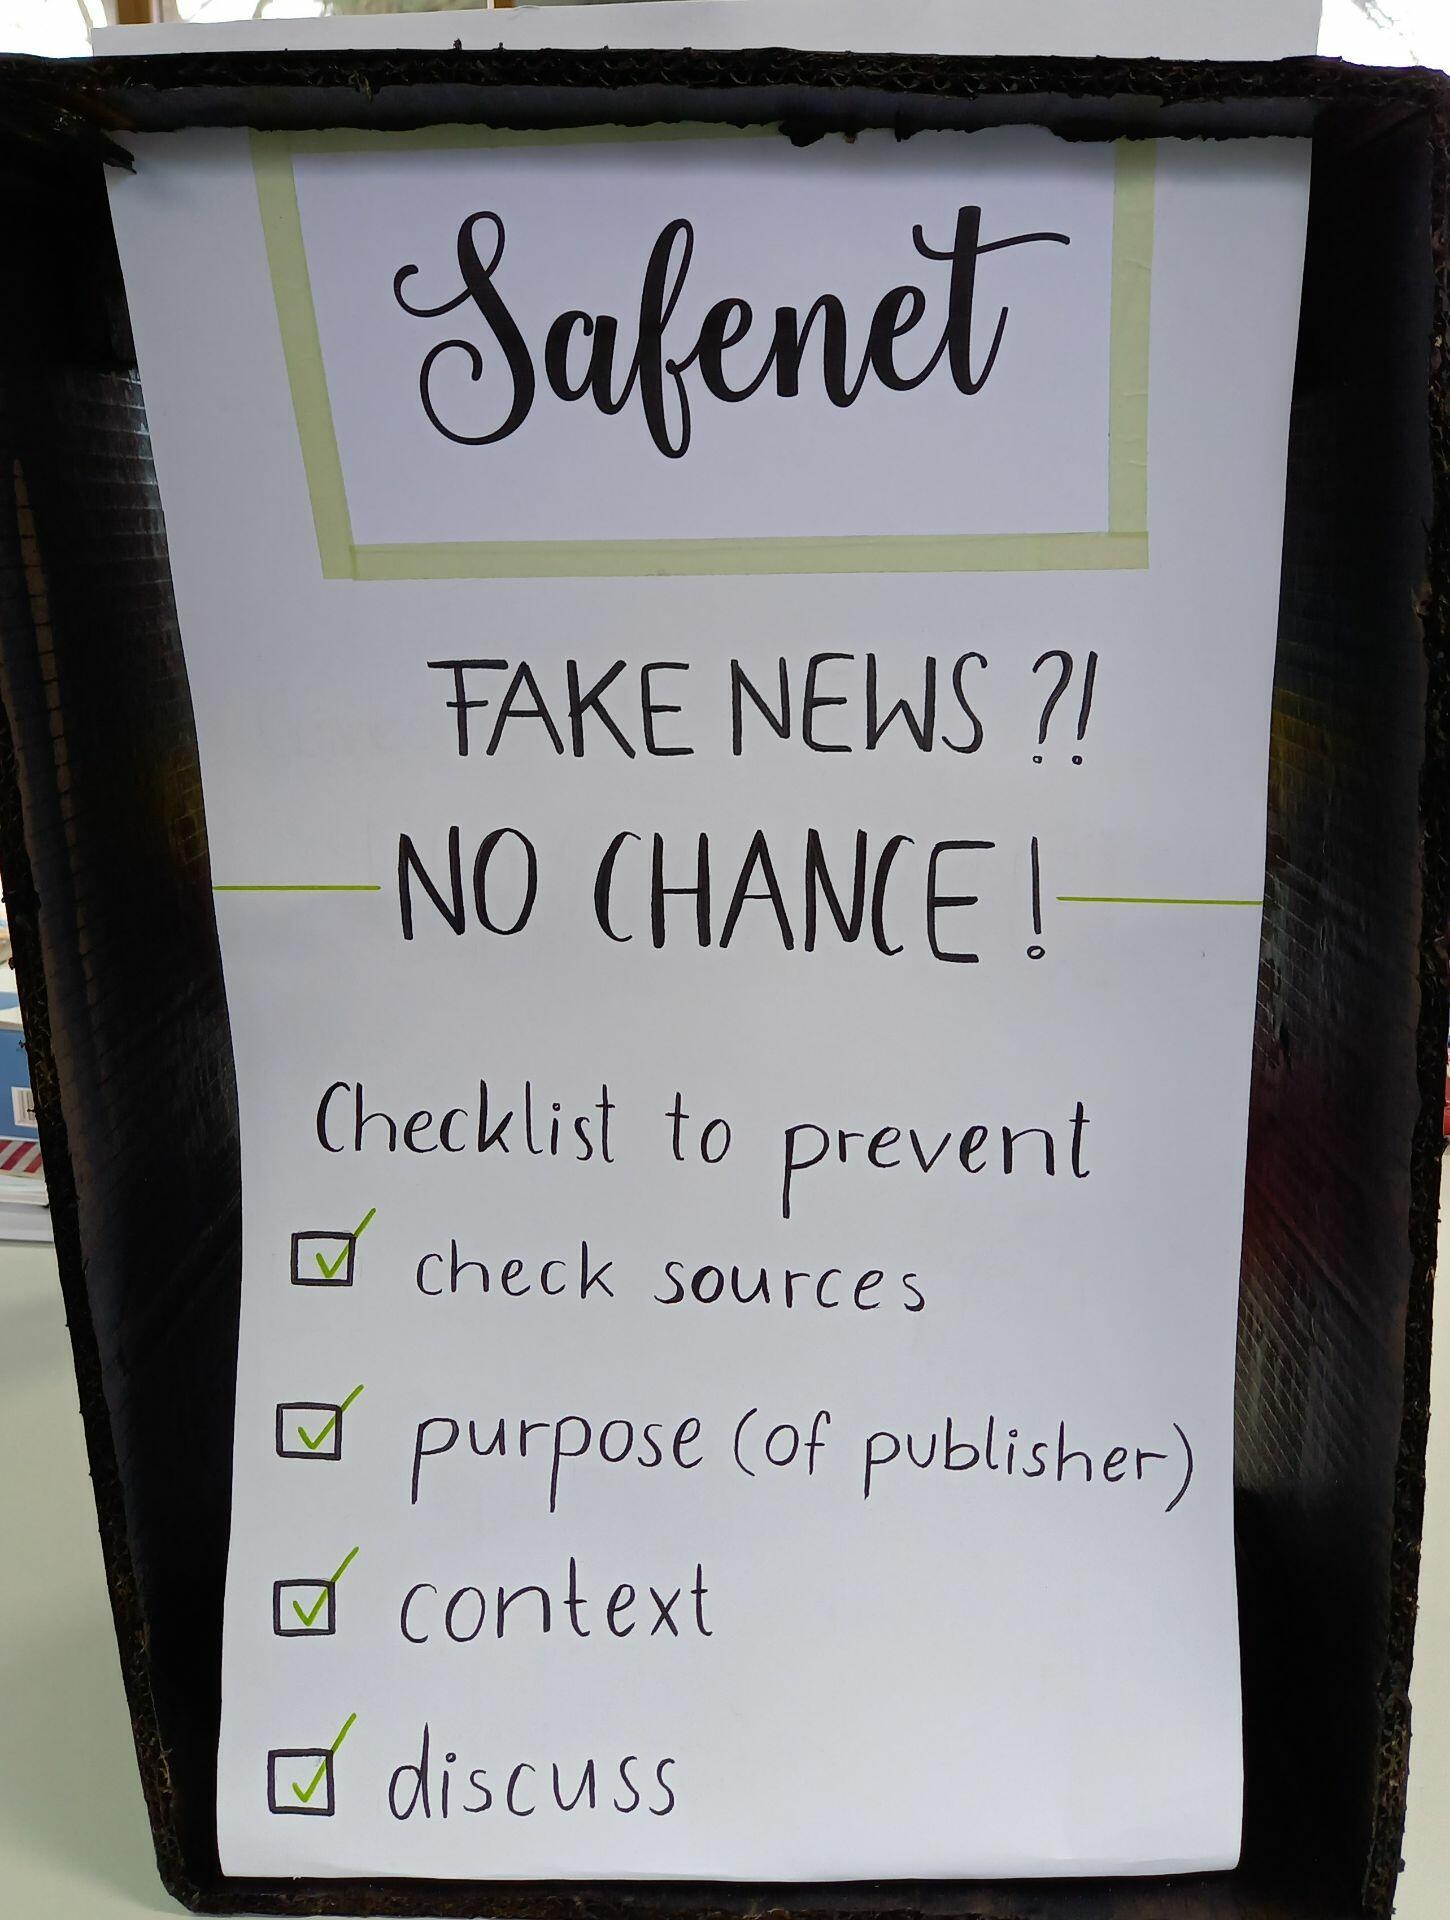 Safenet
FAKE NEWS ?!
NO CHANCE !
Checklist to prevent
check sources
purpose (of publisher)
context
discuss